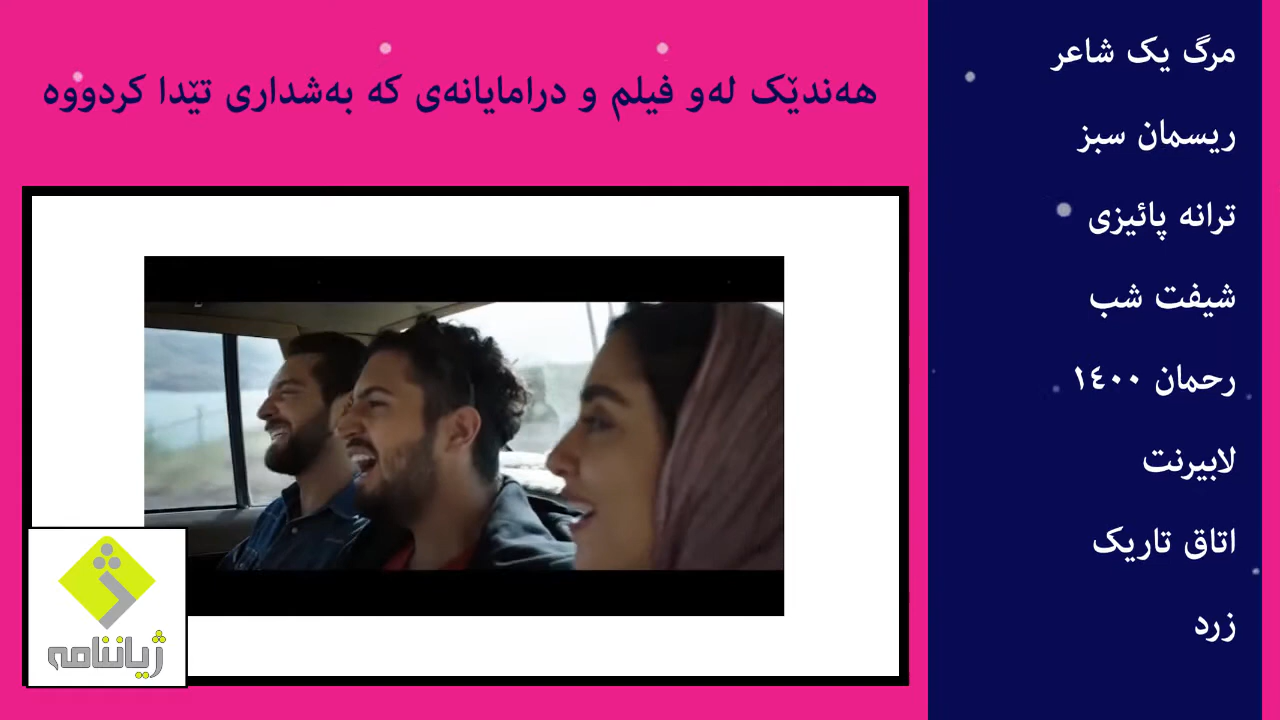 هەندێک لەو فیلم و درامایانەی کە بەشداری تێدا کردووە
مرگ یک شاعر
ریسمان سبز
ترانه پائیزی
شیفت شب
رحمان ١٤٠٠
لابیرنت
اتاق تاریک
زرد
ژیاننامە